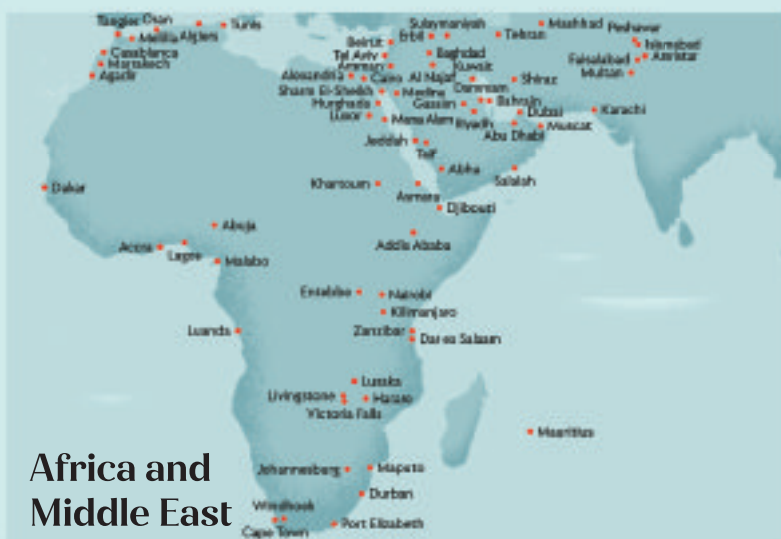 Tangier Oran
Tunis
Melilla Algiers
Casablanca
Marrakech
Agadir
Sulaymaniyah
Mashhad
Peshawar
Beirut
Erbil
Tehran
Islamabad
Tel Aviv
Baghdad
Faisalabad
Amritsar
Amman
Kuwait
Multan
Alexandria
Cairo
Al Najaf
Shiraz
Dammam
Sharm El-Sheikh
Medina
Bahrain
Hurghada
Gassim
Dubai
Karachi
Luxor
Marsa Alam
Riyadh
Abu Dhabi
Muscat
Jeddah
Taif
Abha
Salalah
Dakar
Khartoum
Asmara
Djibouti
Abuja
Accra
Lagos
Malabo
Addis Ababa
Entebbe
Nairobi
Kilimanjaro
Luanda
Zanzibar
Dar es Salaam
Lusaka
Livingstone
Harare
Victoria Falls
Mauritius
Africa and
Middle East
Johannesburg
Maputo
Durban
Windhoek
Cape Town
Port Elizabeth